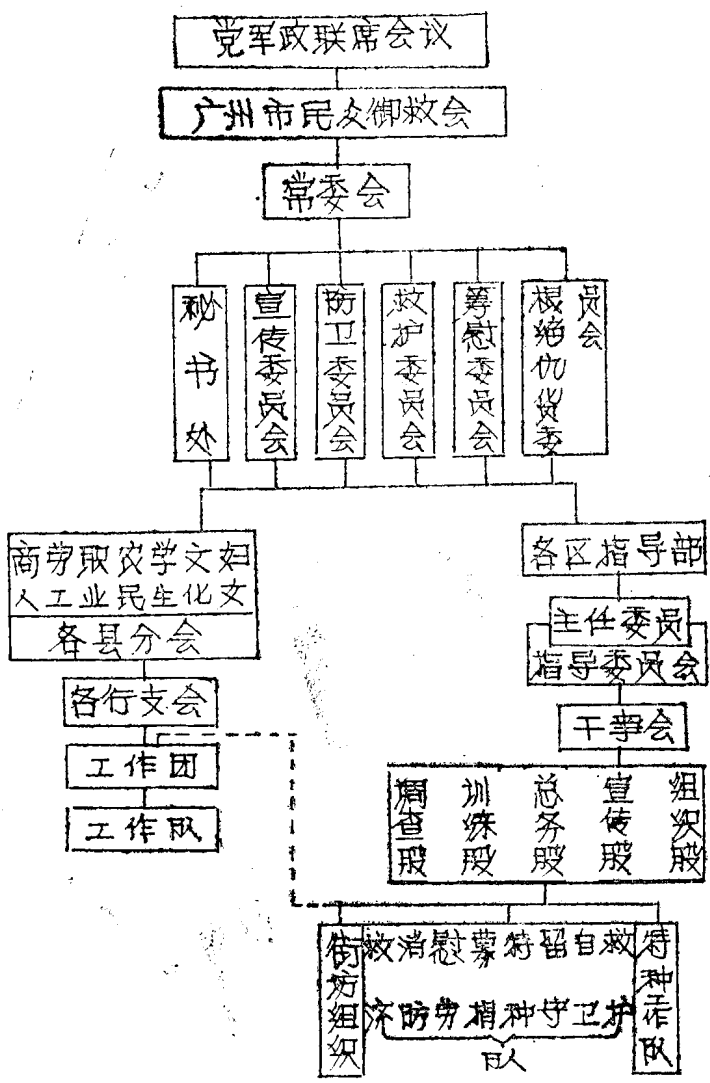 党军政联席会议
广州市民众御救会
常委会
秘书处
宣传委员会
防卫委员会
救护委员会
筹慰委员会
根绝仇货委
员会
商劳职农学文妇
人工业民生化女
各县分会
各行支会
工作团
工作队
各区指导部
主任委员
指导委员会
干事会
调查股
训练股
总务股
宣传股
组织股
街坊组织
救消慰募特留自救
济防劳捐种守卫护
队
特种工作队